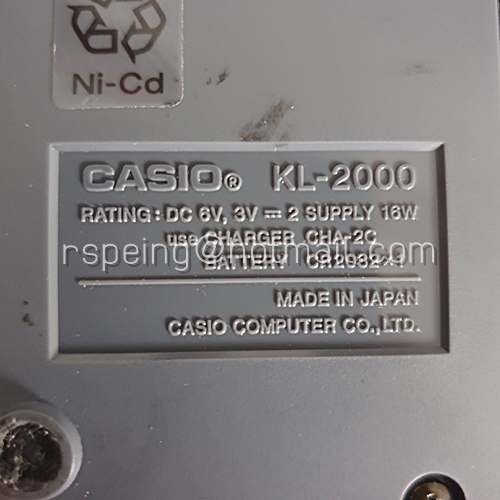 Ni-Cd
CASIO® KL-2000
RATING : DC 6V, 3V ⎓ 2 SUPPLY 16W
use CHARGER CHA-2C
rspeing@hotmail.com
BATTERY CR2032×1
MADE IN JAPAN
CASIO COMPUTER CO.,LTD.